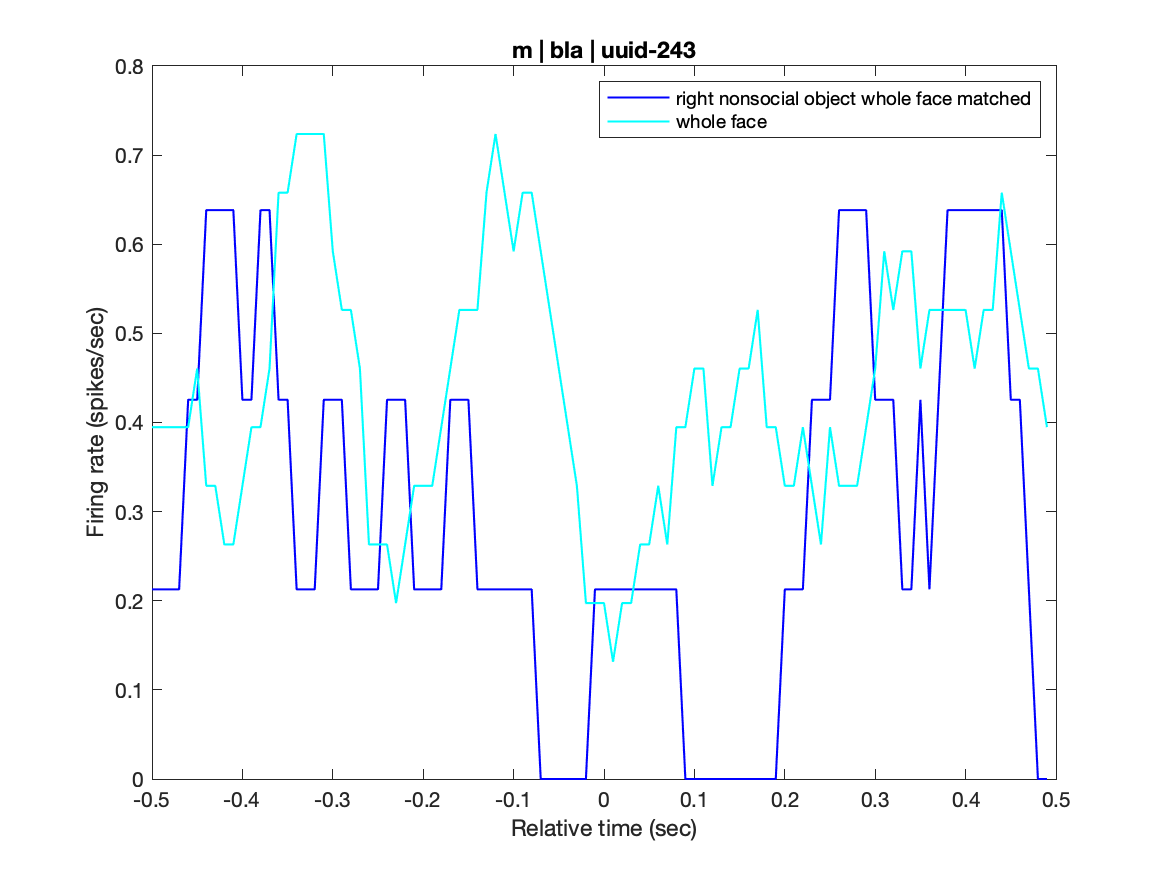 m | bla | uuid-243
right nonsocial object whole face matched
whole face
Firing rate (spikes/sec)
0.8
0.7
0.6
0.5
0.4
0.3
0.2
0.1
0
-0.5 -0.4 -0.3 -0.2 -0.1 0 0.1 0.2 0.3 0.4 0.5
Relative time (sec)